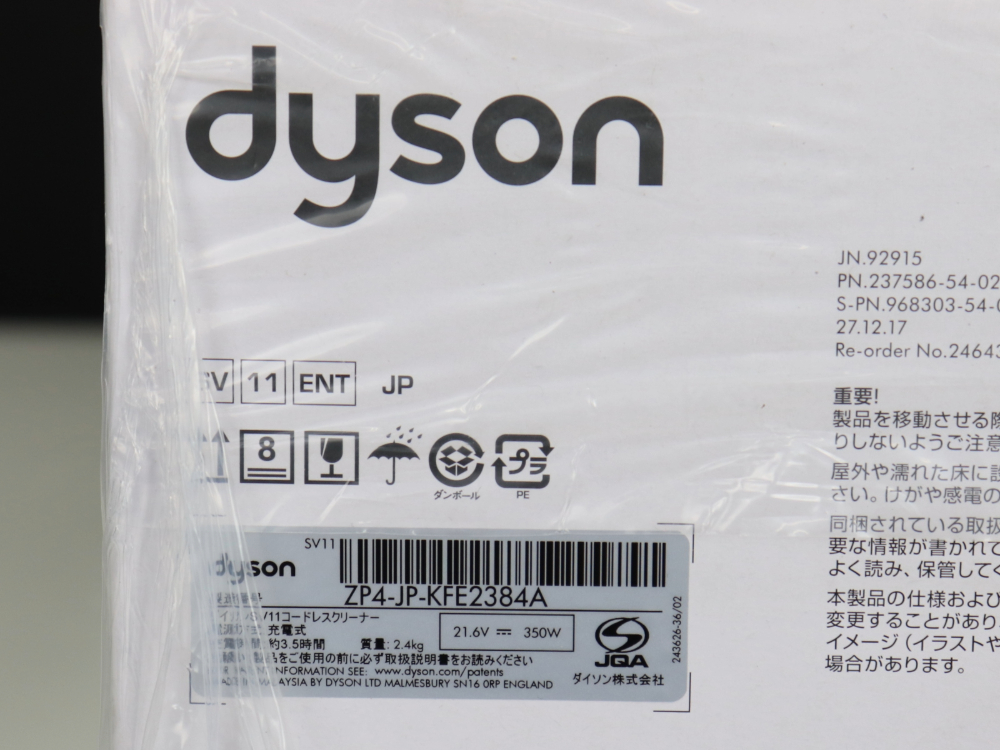 dyson
JN.92915
PN.237586-54-02
S-PN.968303-54-
27.12.17
Re-order No.2464
SV 11 ENT JP
8
ダンボール
プラ
PE
重要!
製品を移動させる際
りしないようご注意
屋外や濡れた床に設
さい。けがや感電の
同梱されている取扱
要な情報が書かれて
よく読み、保管して
本製品の仕様および
変更することがあり
イメージ(イラストや
場合があります。
SV11
dyson
ZP4-JP-KFE2384A
V11コードレスクリーナー
充電式
約3.5時間 質量: 2.4kg
21.6V ⎓ 350W
製品をご使用の前に必ず取扱説明書をお読みください
INFORMATION SEE: www.dyson.com/patents
MALAYSIA BY DYSON LTD MALMESBURY SN16 0RP ENGLAND
JQA
ダイソン株式会社
243626-36/02